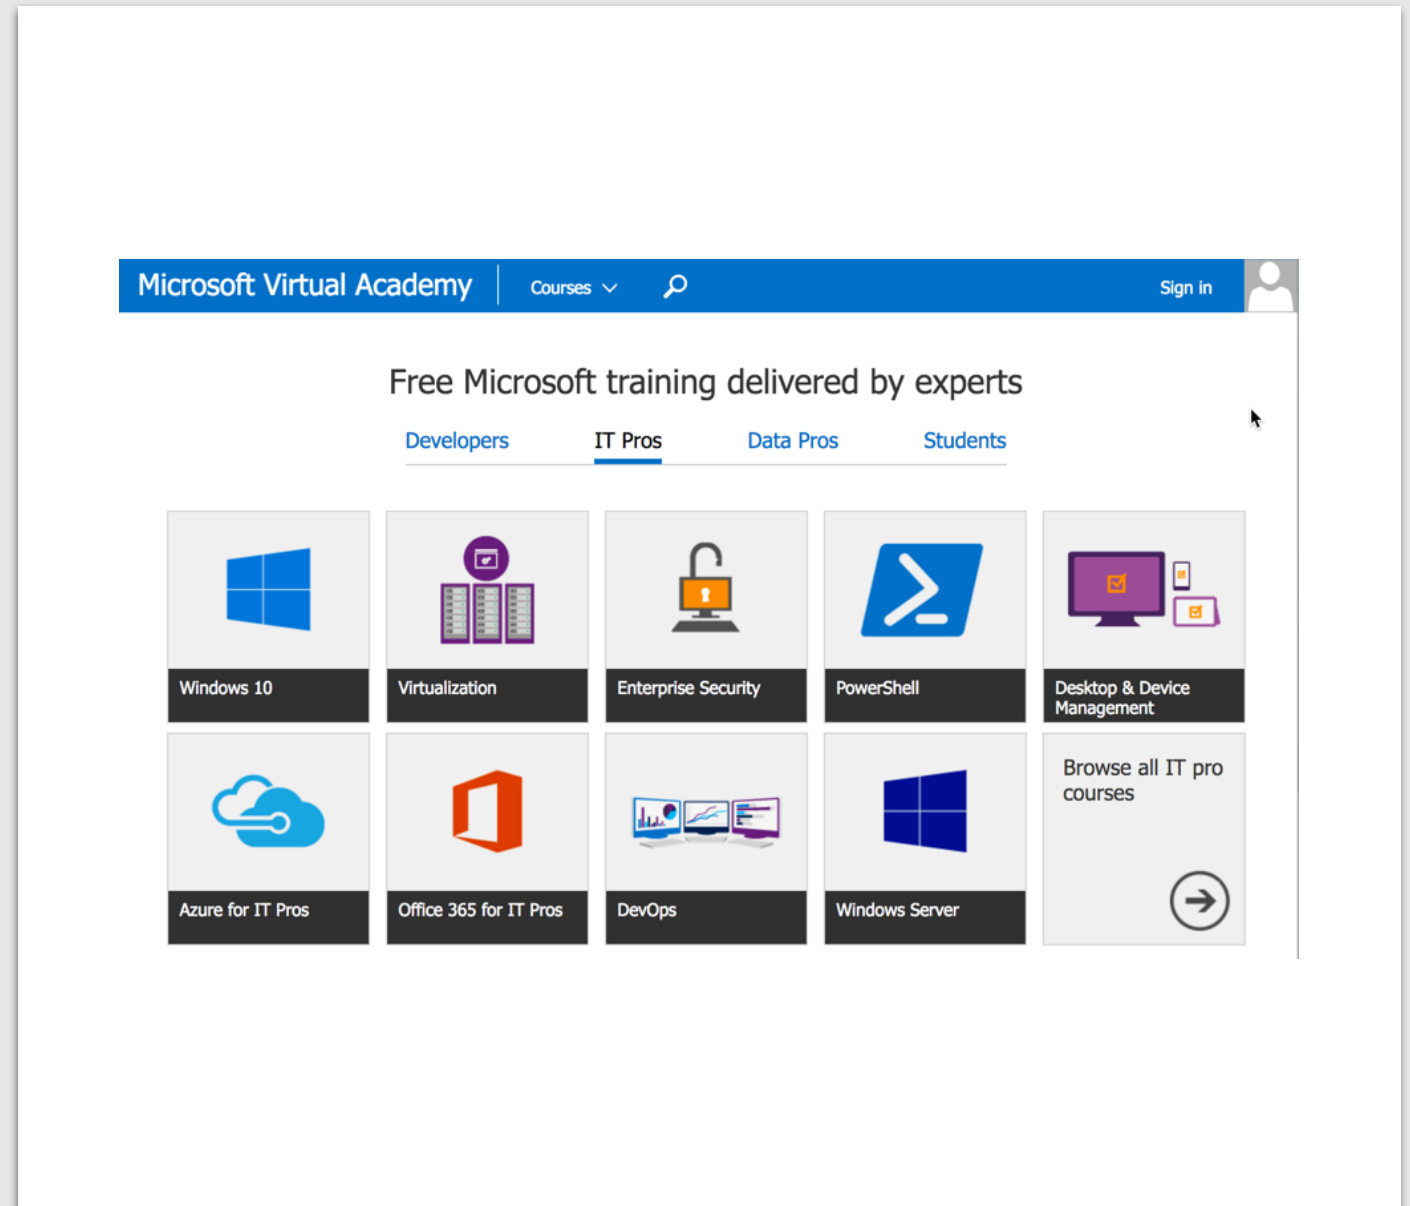 Microsoft Virtual Academy Courses Sign in
Free Microsoft training delivered by experts
Developers IT Pros Data Pros Students
Windows 10
Virtualization
Enterprise Security
PowerShell
Desktop & Device
Management
Azure for IT Pros
Office 365 for IT Pros
DevOps
Windows Server
Browse all IT pro
courses